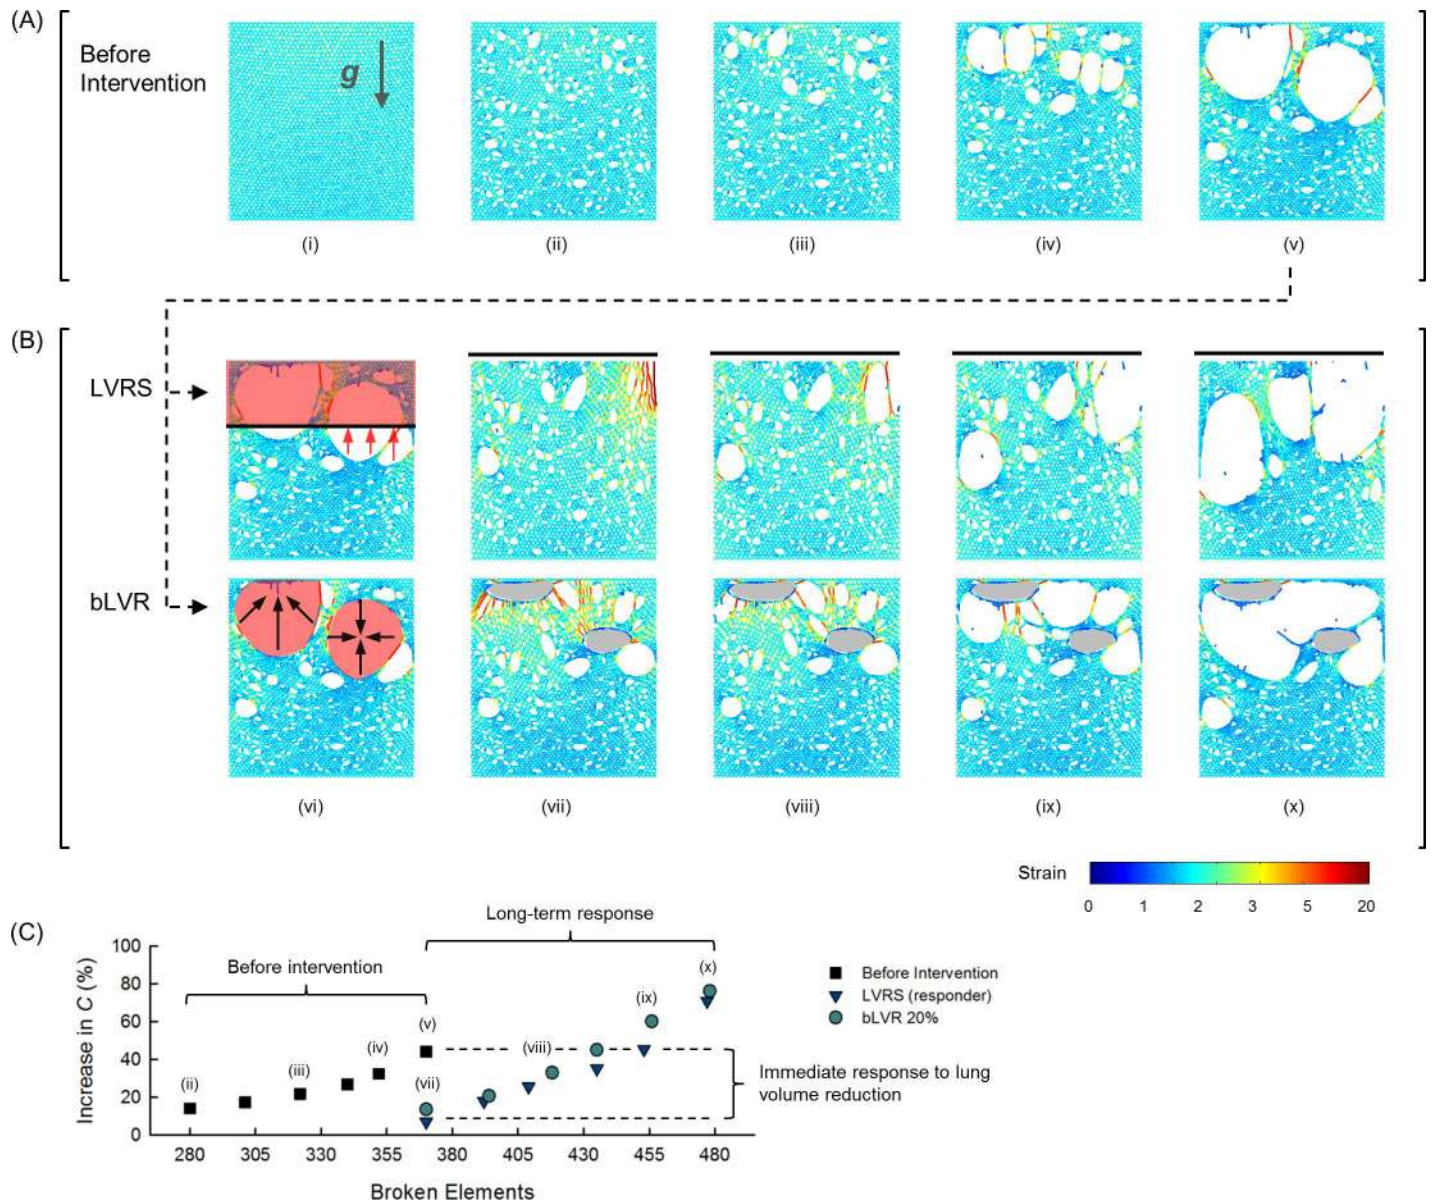 (A)
Before
Intervention
g
(i)
(ii)
(iii)
(iv)
(v)
(B)
LVRS
bLVR
(vi)
(vii)
(viii)
(ix)
(x)
Strain
0 1 2 3 5 20
(C)
Long-term response
Before intervention
Increase in C (%)
100
80
60
40
20
0
(ii)
(iii)
(iv)
(v)
(vii)
(viii)
(ix)
(x)
Before Intervention
LVRS (responder)
bLVR 20%
Immediate response to lung
volume reduction
280 305 330 355 380 405 430 455 480
Broken Elements